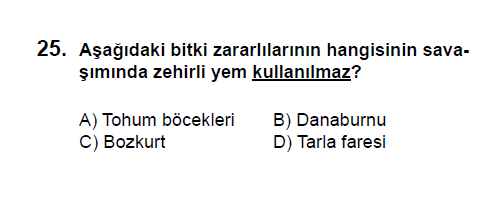 25. Aşağıdaki bitki zararlılarının hangisinin sava-
şımında zehirli yem kullanılmaz?
A) Tohum böcekleri B) Danaburnu
C) Bozkurt D) Tarla faresi